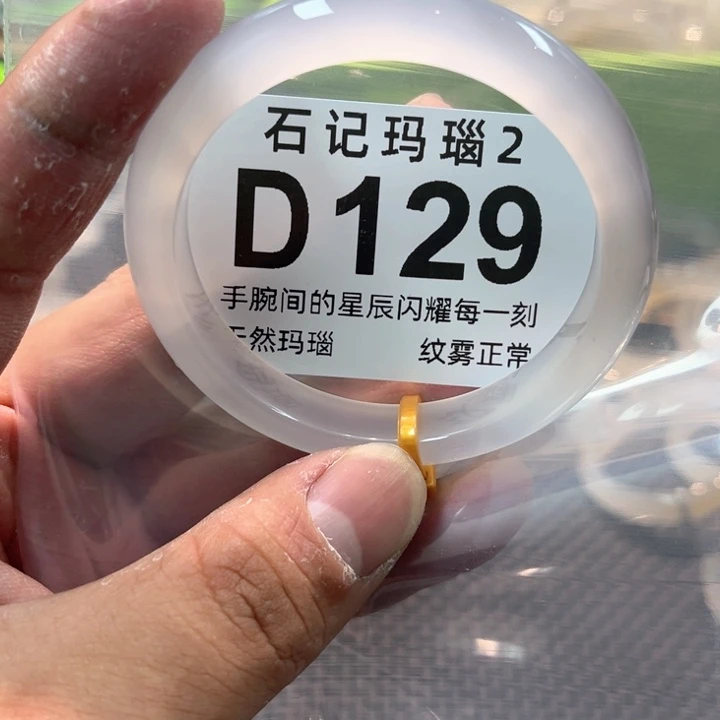 石记玛瑙2
D129
手腕间的星辰闪耀每一刻
天然玛瑙 纹雾正常